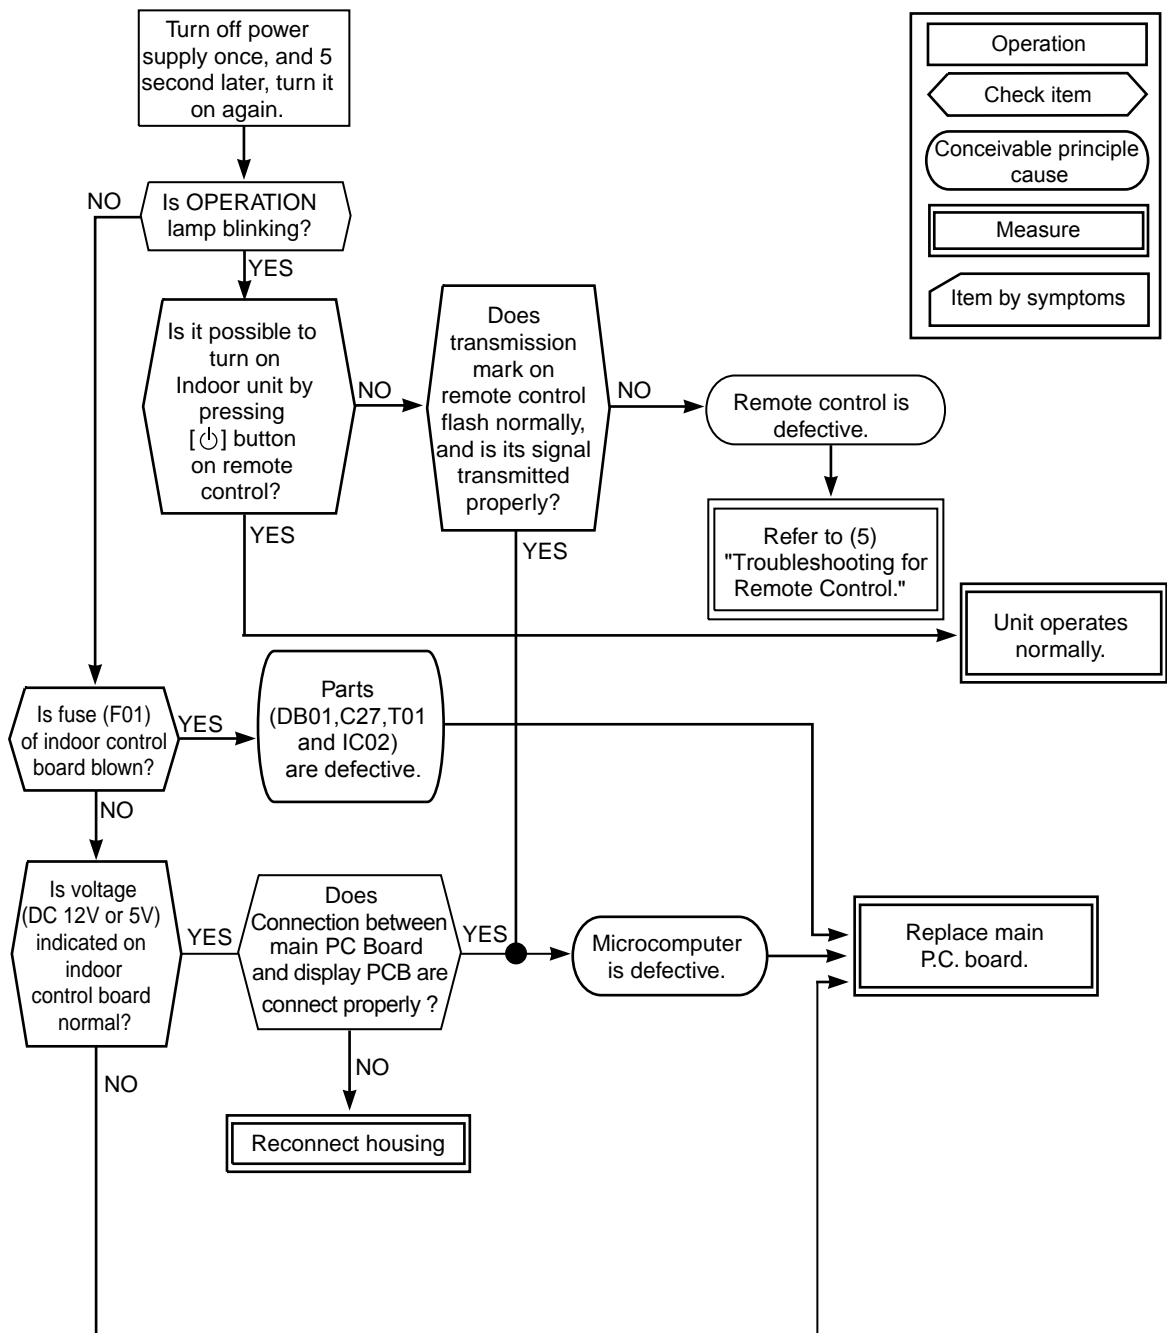 Turn off power
supply once, and 5
second later, turn it
on again.
Operation
Check item
Conceivable principle
cause
Measure
Item by symptoms
NO
Is OPERATION
lamp blinking?
YES
Is it possible to
turn on
Indoor unit by
pressing
[⏻] button
on remote
control?
NO
YES
Does
transmission
mark on
remote control
flash normally,
and is its signal
transmitted
properly?
NO
YES
Remote control is
defective.
Refer to (5)
"Troubleshooting for
Remote Control."
Unit operates
normally.
Is fuse (F01)
of indoor control
board blown?
YES
NO
Parts
(DB01,C27,T01
and IC02)
are defective.
Is voltage
(DC 12V or 5V)
indicated on
indoor
control board
normal?
YES
NO
Does
Connection between
main PC Board
and display PCB are
connect properly ?
YES
NO
Microcomputer
is defective.
Replace main
P.C. board.
Reconnect housing